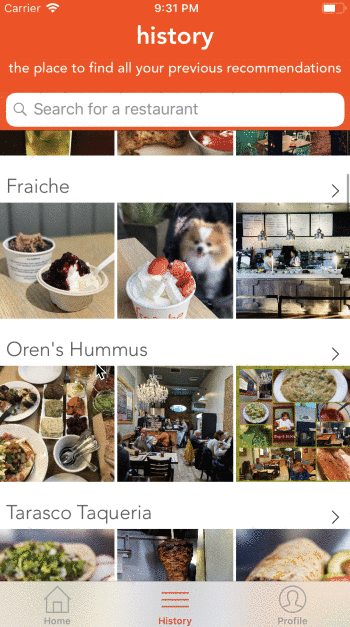 Carrier 9:31 PM
history
the place to find all your previous recommendations
Search for a restaurant
Fraiche
Oren's Hummus
Tarasco Taqueria
Home History Profile